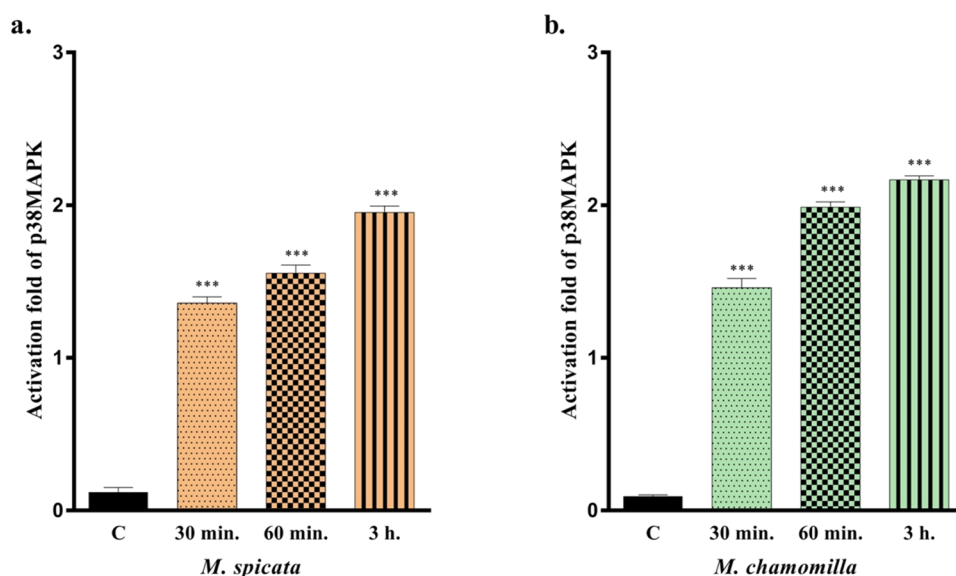 a.
Activation fold of p38MAPK
3
2
1
0
***
***
***
C 30 min. 60 min. 3 h.
M. spicata
b.
Activation fold of p38MAPK
3
2
1
0
***
***
***
C 30 min. 60 min. 3 h.
M. chamomilla